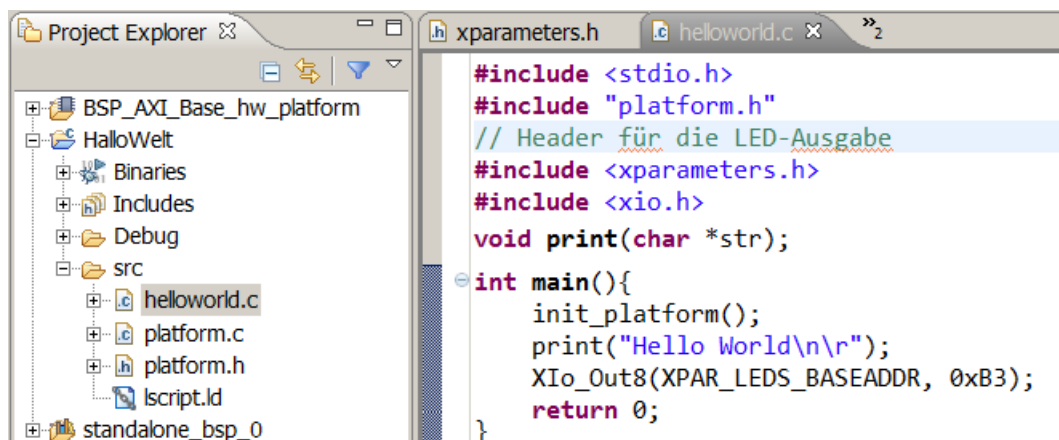 Project Explorer
BSP_AXI_Base_hw_platform
HalloWelt
Binaries
Includes
Debug
src
helloworld.c
platform.c
platform.h
lscript.ld
standalone_bsp_0
xparameters.h
helloworld.c
»2
#include <stdio.h>
#include "platform.h"
// Header für die LED-Ausgabe
#include <xparameters.h>
#include <xio.h>
void print(char *str);
int main(){
init_platform();
print("Hello World\n\r");
XIo_Out8(XPAR_LEDS_BASEADDR, 0xB3);
return 0;
}